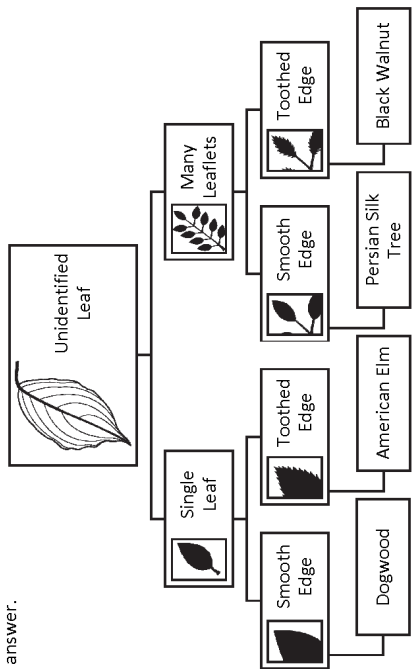 answer.
Unidentified
Leaf
Single
Leaf
Many
Leaflets
Smooth
Edge
Toothed
Edge
Smooth
Edge
Toothed
Edge
Dogwood
American Elm
Persian Silk
Tree
Black Walnut